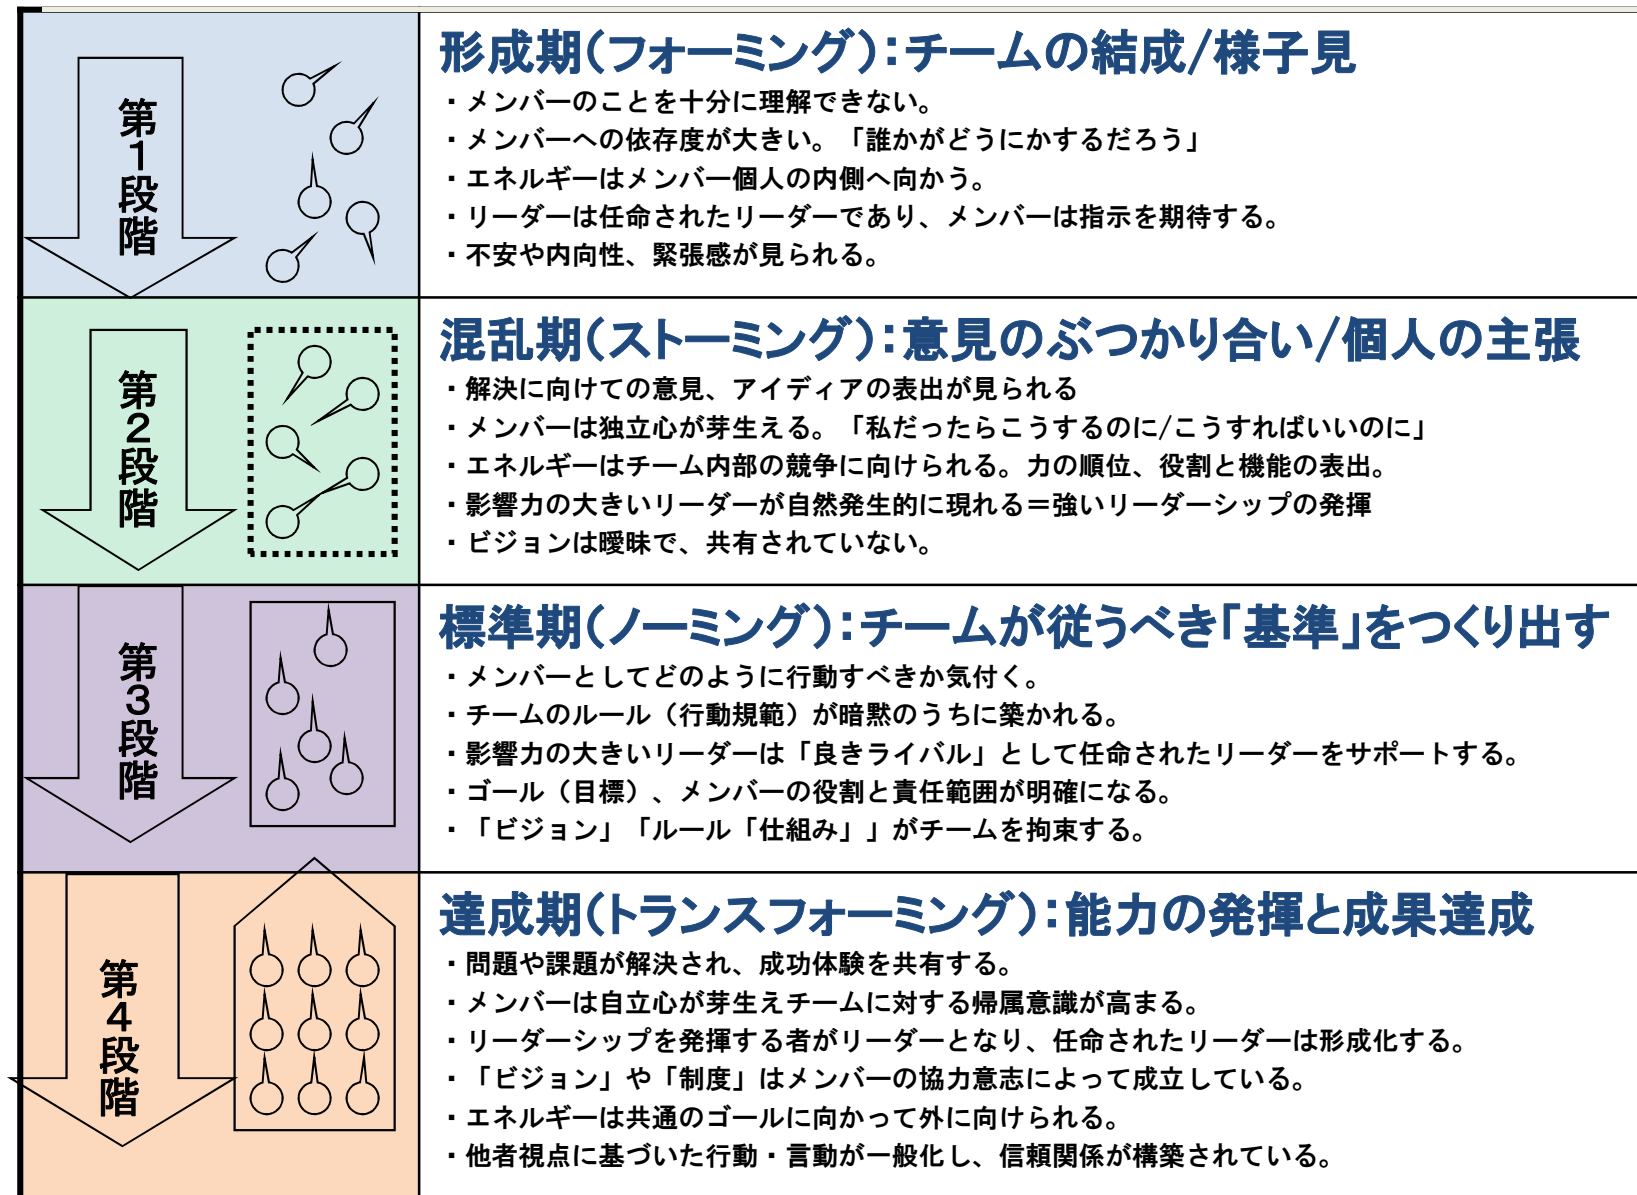 第1段階
形成期(フォーミング):チームの結成/様子見
・メンバーのことを十分に理解できない。
・メンバーへの依存度が大きい。「誰かがどうにかするだろう」
・エネルギーはメンバー個人の内側へ向かう。
・リーダーは任命されたリーダーであり、メンバーは指示を期待する。
・不安や内向性、緊張感が見られる。
第2段階
混乱期(ストーミング):意見のぶつかり合い/個人の主張
・解決に向けての意見、アイディアの表出が見られる
・メンバーは独立心が芽生える。「私だったらこうするのに/こうすればいいのに」
・エネルギーはチーム内部の競争に向けられる。力の順位、役割と機能の表出。
・影響力の大きいリーダーが自然発生的に現れる＝強いリーダーシップの発揮
・ビジョンは曖昧で、共有されていない。
第3段階
標準期(ノーミング):チームが従うべき「基準」をつくり出す
・メンバーとしてどのように行動すべきか気付く。
・チームのルール（行動規範）が暗黙のうちに築かれる。
・影響力の大きいリーダーは「良きライバル」として任命されたリーダーをサポートする。
・ゴール（目標）、メンバーの役割と責任範囲が明確になる。
・「ビジョン」「ルール「仕組み」」がチームを拘束する。
第4段階
達成期(トランスフォーミング):能力の発揮と成果達成
・問題や課題が解決され、成功体験を共有する。
・メンバーは自立心が芽生えチームに対する帰属意識が高まる。
・リーダーシップを発揮する者がリーダーとなり、任命されたリーダーは形成化する。
・「ビジョン」や「制度」はメンバーの協力意志によって成立している。
・エネルギーは共通のゴールに向かって外に向けられる。
・他者視点に基づいた行動・言動が一般化し、信頼関係が構築されている。